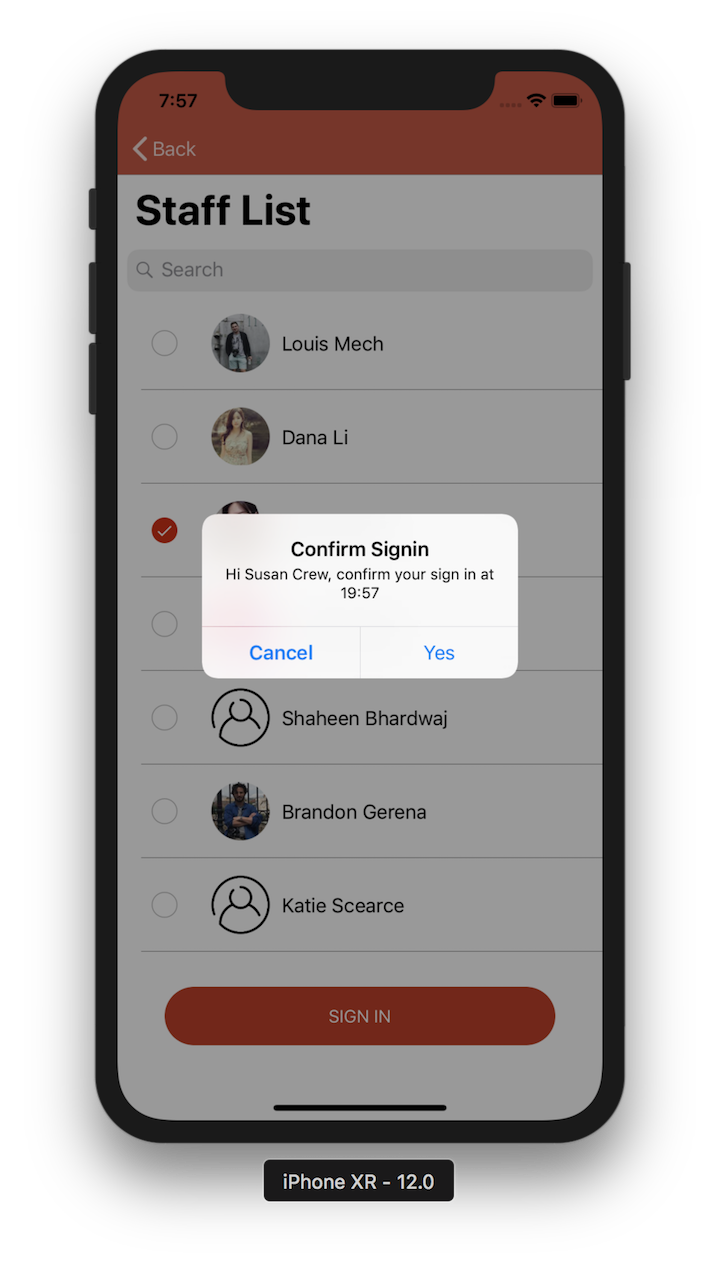 7:57
Back
Staff List
Search
Louis Mech
Dana Li
Confirm Signin
Hi Susan Crew, confirm your sign in at
19:57
Cancel
Yes
Shaheen Bhardwaj
Brandon Gerena
Katie Scearce
SIGN IN
iPhone XR - 12.0